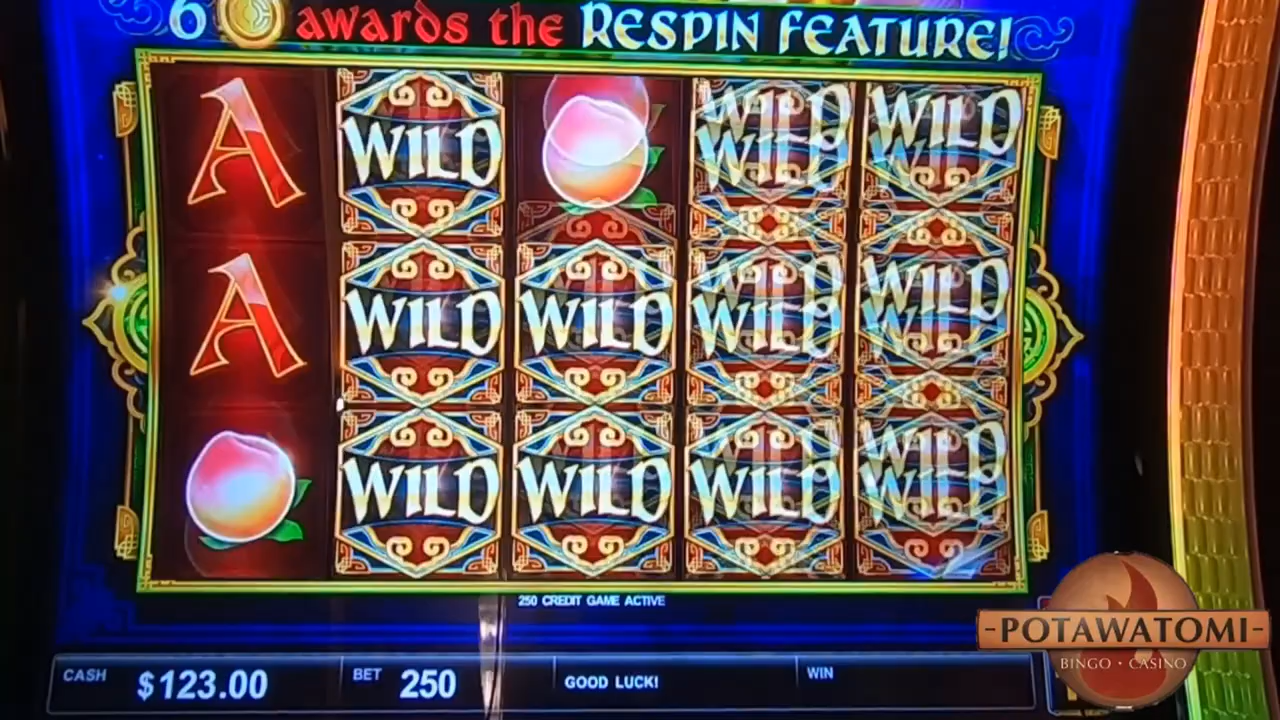 6 awards the RESPIN FEATURE!
A WILD WILD WILD
A WILD WILD WILD WILD
WILD WILD WILD WILD
250 CREDIT GAME ACTIVE
CASH $123.00 BET 250 GOOD LUCK! WIN
-POTAWATOMI-
BINGO • CASINO